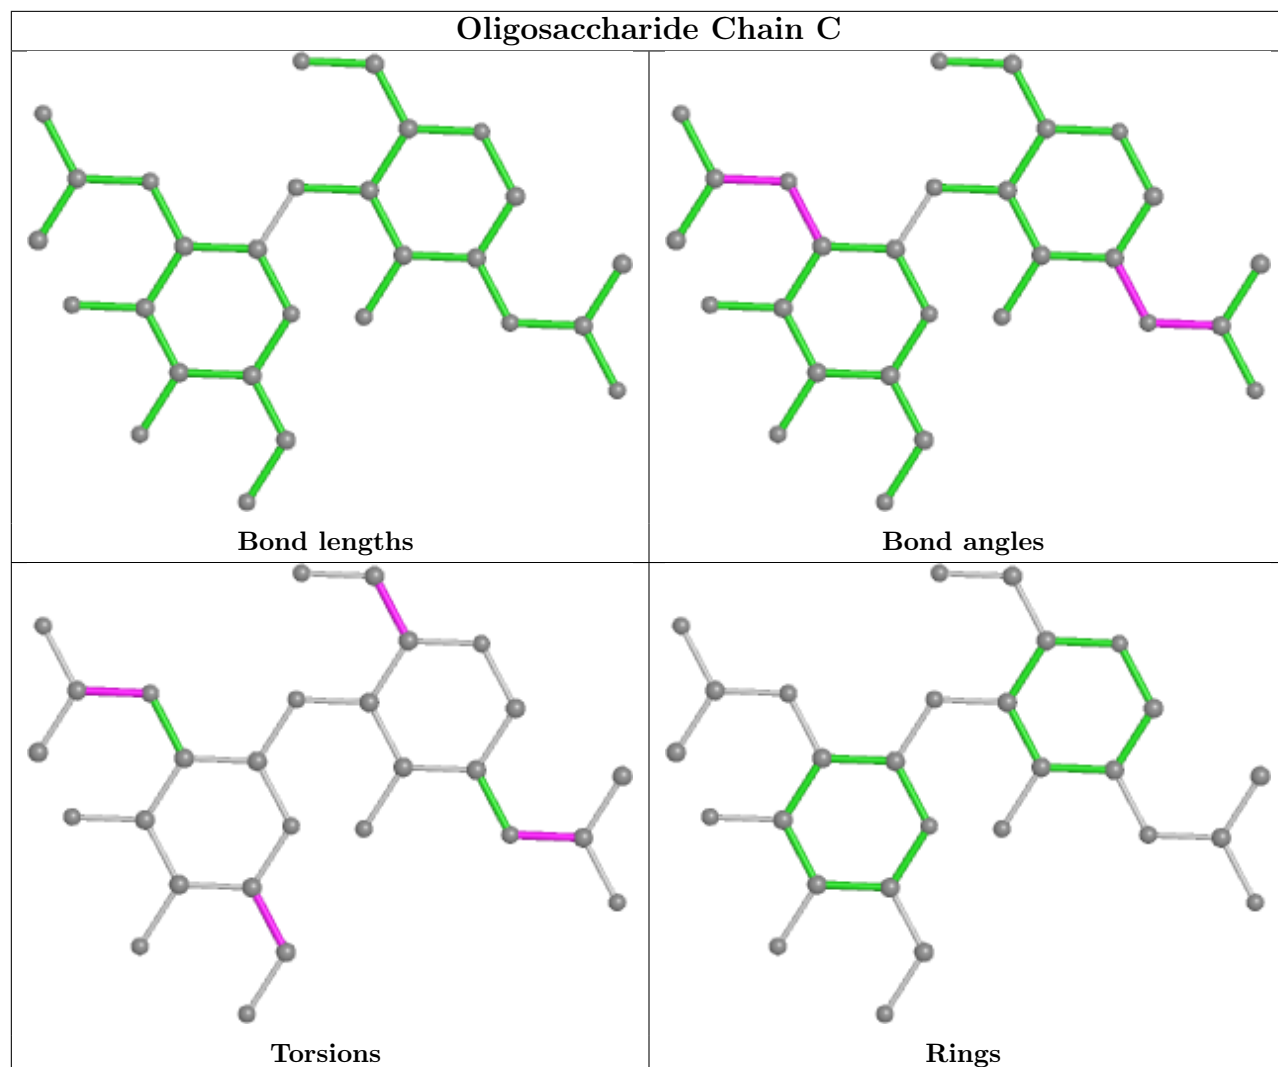 Oligosaccharide Chain C
Bond lengths
Bond angles
Torsions
Rings